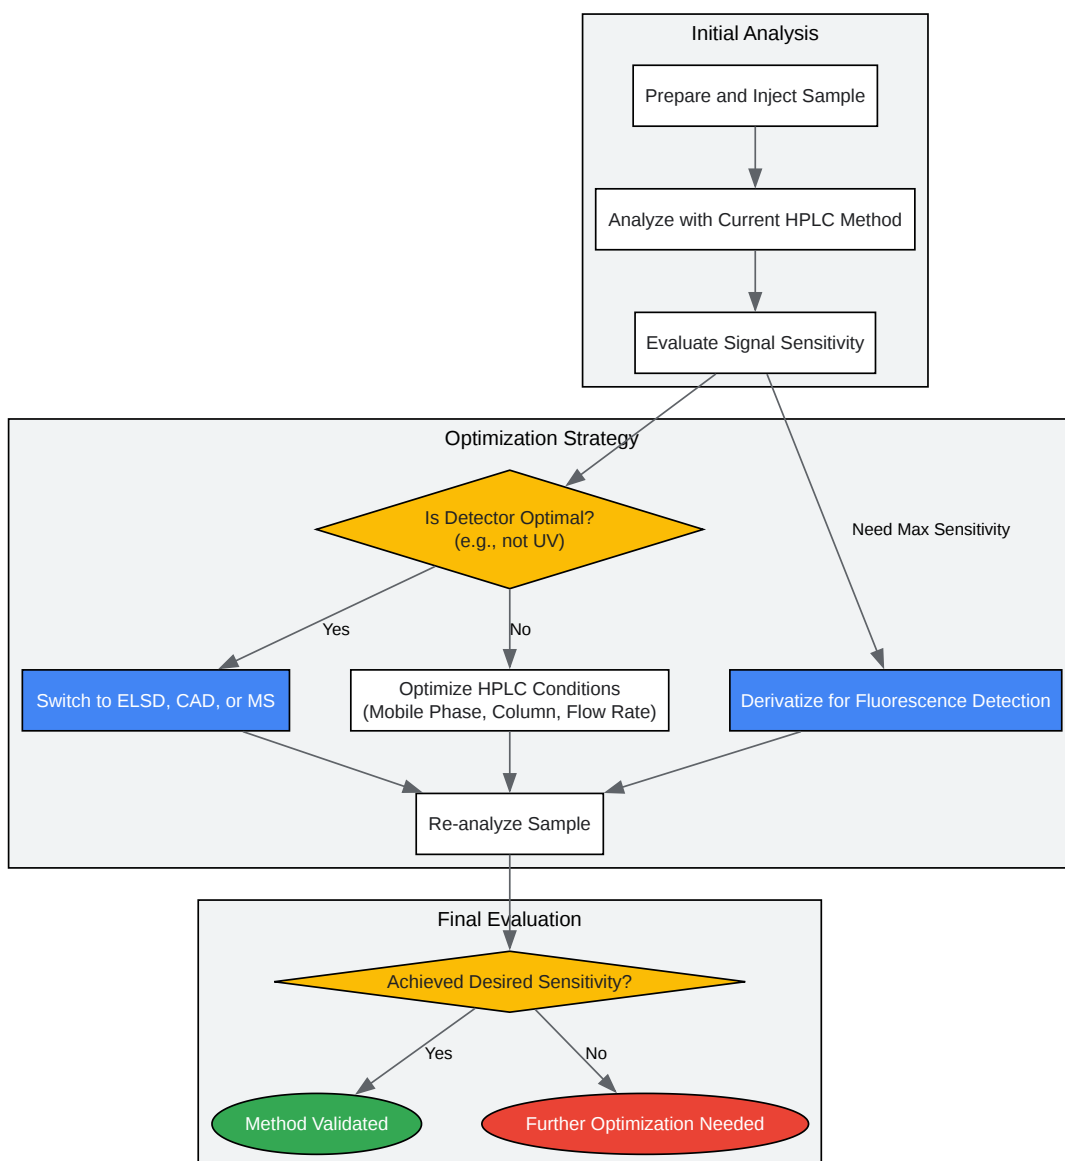 Initial Analysis
Prepare and Inject Sample
Analyze with Current HPLC Method
Evaluate Signal Sensitivity
Optimization Strategy
Is Detector Optimal?
(e.g., not UV)
Need Max Sensitivity
Yes
No
Switch to ELSD, CAD, or MS
Optimize HPLC Conditions
(Mobile Phase, Column, Flow Rate)
Derivatize for Fluorescence Detection
Re-analyze Sample
Final Evaluation
Achieved Desired Sensitivity?
Yes
No
Method Validated
Further Optimization Needed